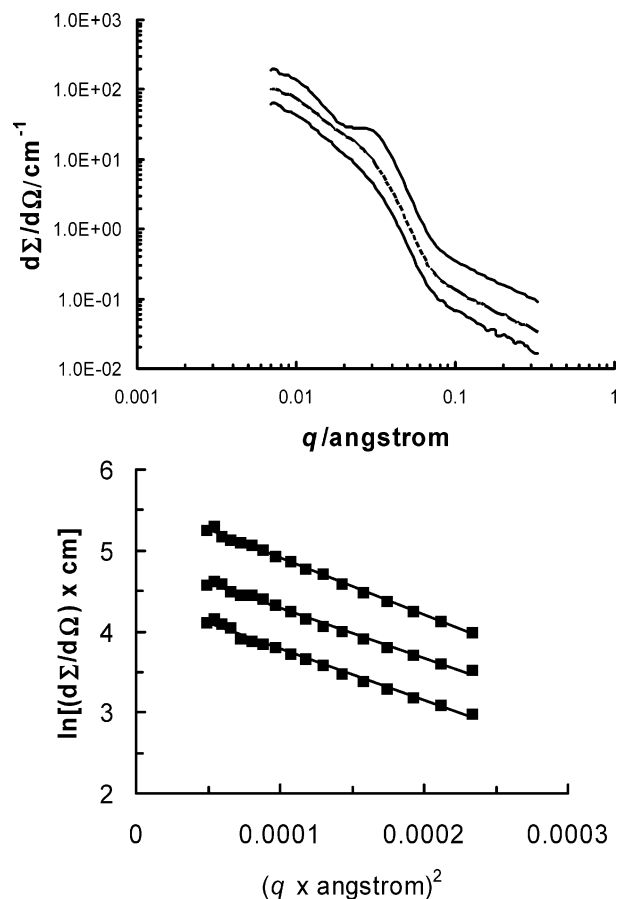 1.0E+03
1.0E+02
1.0E+01
1.0E+00
1.0E-01
1.0E-02
dΣ/dΩ/cm⁻¹
0.001 0.01 0.1 1
q/angstrom
6
5
4
3
2
ln[(dΣ/dΩ) x cm]
0 0.0001 0.0002 0.0003
(q x angstrom)²